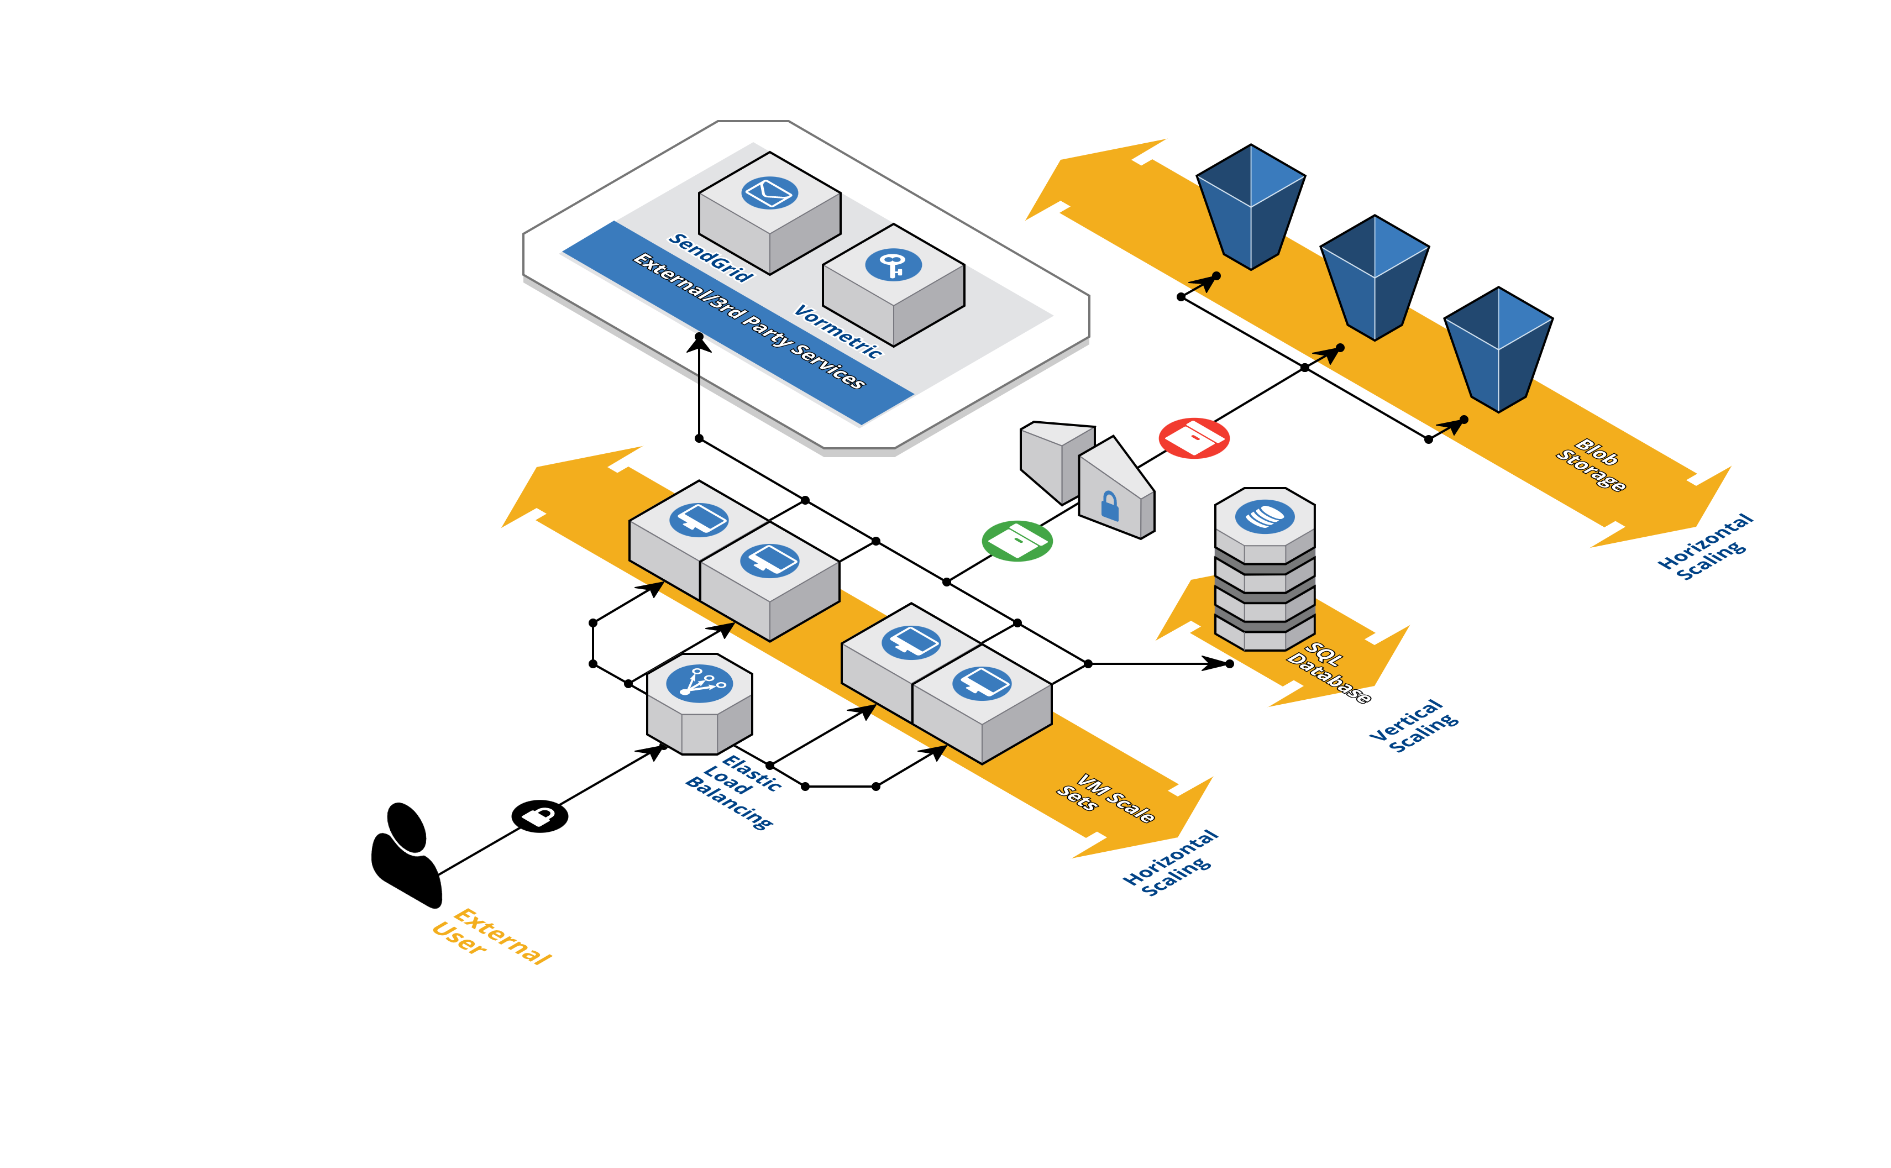 SendGrid
Vormetric
External/3rd Party Services
Blob
Storage
Horizontal
Scaling
SQL
Database
Vertical
Scaling
VM Scale
Sets
Horizontal
Scaling
Elastic
Load
Balancing
External
User